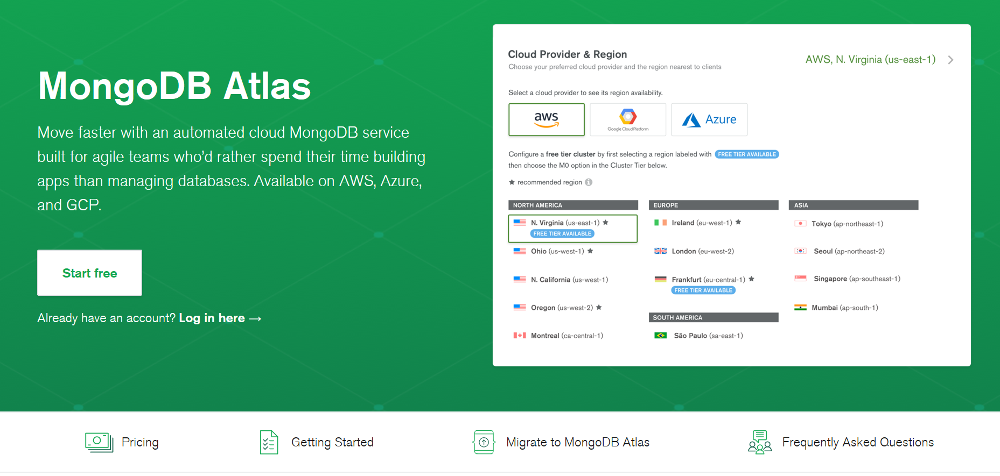 MongoDB Atlas
Move faster with an automated cloud MongoDB service
built for agile teams who’d rather spend their time building
apps than managing databases. Available on AWS, Azure,
and GCP.
Start free
Already have an account? Log in here →
Cloud Provider & Region
Choose your preferred cloud provider and the region nearest to clients
AWS, N. Virginia (us-east-1)
Select a cloud provider to see its region availability.
aws
Google Cloud Platform
Azure
Configure a free tier cluster by first selecting a region labeled with FREE TIER AVAILABLE
then choose the M0 option in the Cluster Tier below.
★ recommended region i
NORTH AMERICA
N. Virginia (us-east-1) ★
FREE TIER AVAILABLE
Ohio (us-west-1) ★
N. California (us-west-1)
Oregon (us-west-2) ★
Montreal (ca-central-1)
EUROPE
Ireland (eu-west-1) ★
London (eu-west-2)
Frankfurt (eu-central-1) ★
FREE TIER AVAILABLE
SOUTH AMERICA
São Paulo (sa-east-1)
ASIA
Tokyo (ap-northeast-1)
Seoul (ap-northeast-2)
Singapore (ap-southeast-1)
Mumbai (ap-south-1)
Pricing
Getting Started
Migrate to MongoDB Atlas
Frequently Asked Questions